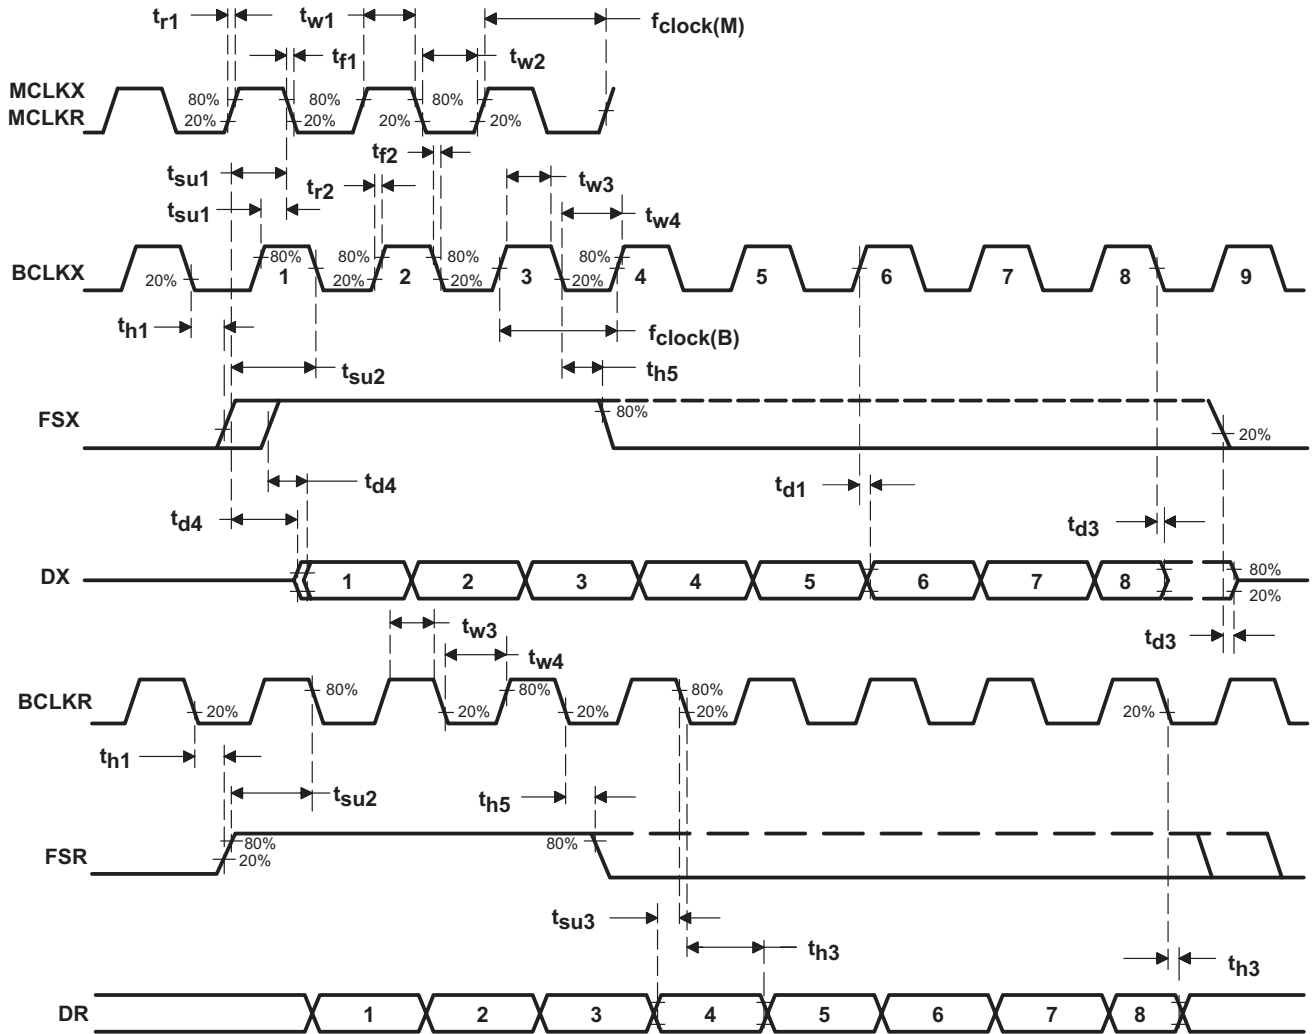 tr1 tw1 fclock(M)
tf1 tw2
MCLKX
MCLKR
80% 80% 80% 80%
20% 20% 20% 20%
tf2
tsu1
tr2 tw3
tsu1 tw4
BCLKX
80% 80% 80% 80%
20% 20% 20% 20%
1 2 3 4 5 6 7 8 9
th1 fclock(B)
tsu2 th5
FSX
80%
20%
td4 td1
td4 td3
DX
1 2 3 4 5 6 7 8
80%
20%
tw3 td3
tw4
BCLKR
80% 80% 80%
20% 20% 20% 20% 20%
th1
tsu2 th5
FSR
80% 80%
20%
tsu3
th3 th3
DR
1 2 3 4 5 6 7 8